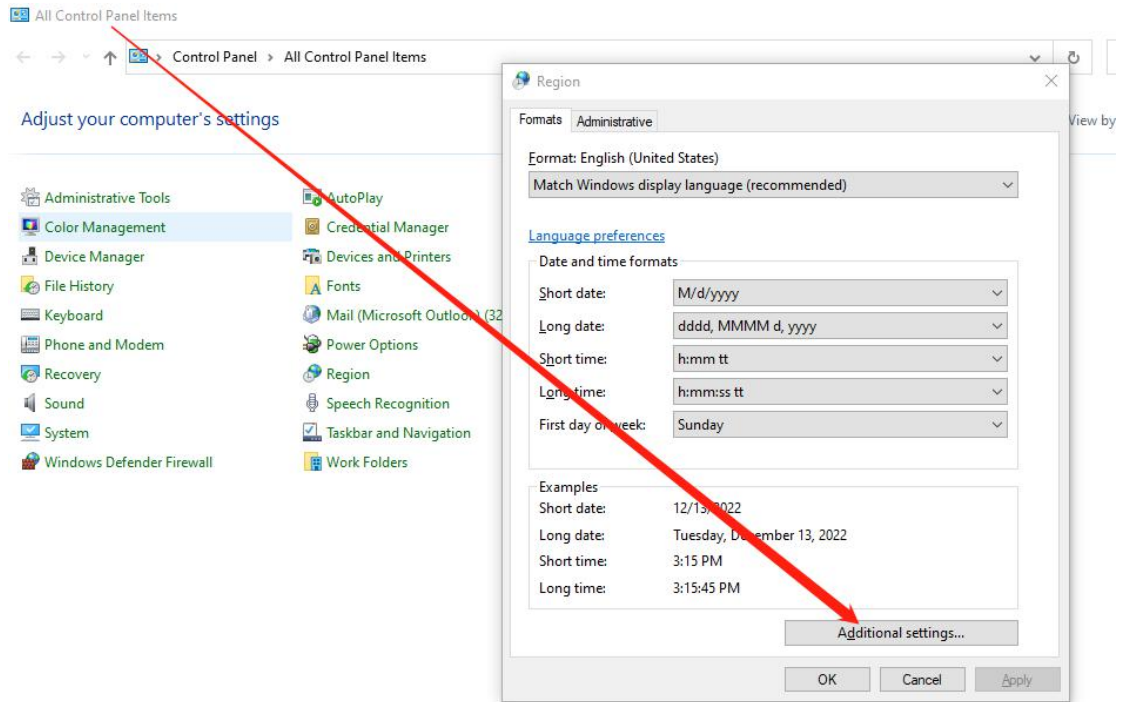 All Control Panel Items
Control Panel > All Control Panel Items
Adjust your computer's settings
View by
Administrative Tools
AutoPlay
Color Management
Credential Manager
Device Manager
Devices and Printers
File History
Fonts
Keyboard
Mail (Microsoft Outlook) (32
Phone and Modem
Power Options
Recovery
Region
Sound
Speech Recognition
System
Taskbar and Navigation
Windows Defender Firewall
Work Folders
Region
Formats Administrative
Format: English (United States)
Match Windows display language (recommended)
Language preferences
Date and time formats
Short date: M/d/yyyy
Long date: dddd, MMMM d, yyyy
Short time: h:mm tt
Long time: h:mm:ss tt
First day of week: Sunday
Examples
Short date: 12/13/2022
Long date: Tuesday, December 13, 2022
Short time: 3:15 PM
Long time: 3:15:45 PM
Additional settings...
OK Cancel Apply